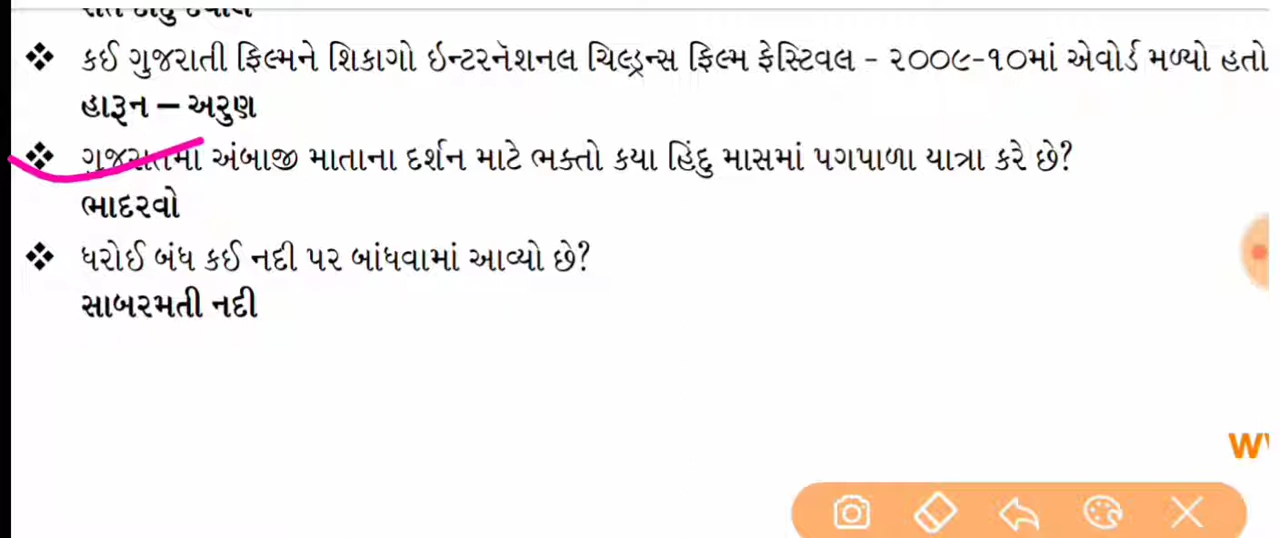 ❖ કઈ ગુજરાતી ફિલ્મને શિકાગો ઇન્ટરનૅશનલ ચિલ્ડ્રન્સ ફિલ્મ ફેસ્ટિવલ - ૨૦૦૯-૧૦માં એવોર્ડ મળ્યો હતો
હારૂન – અરુણ
❖ ગુજરાતમાં અંબાજી માતાના દર્શન માટે ભક્તો કયા હિંદુ માસમાં પગપાળા યાત્રા કરે છે?
ભાદરવો
❖ ધરોઈ બંધ કઈ નદી પર બાંધવામાં આવ્યો છે?
સાબરમતી નદી